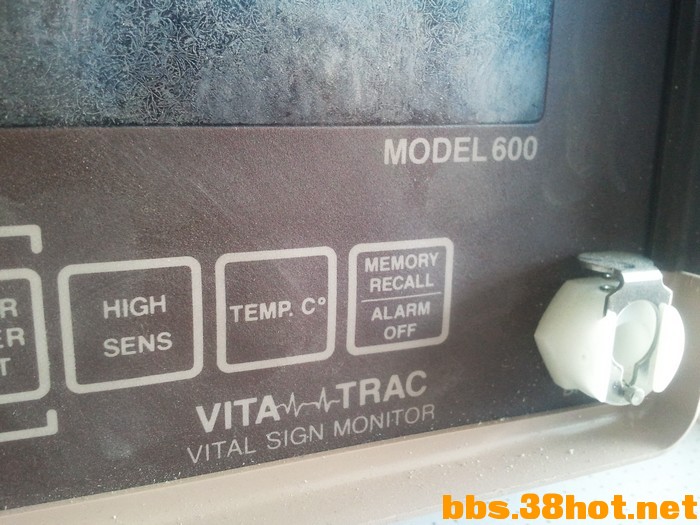 MODEL 600
HIGH
SENS
TEMP. C°
MEMORY
RECALL
ALARM
OFF
VITA TRAC
VITAL SIGN MONITOR
bbs.38hot.net